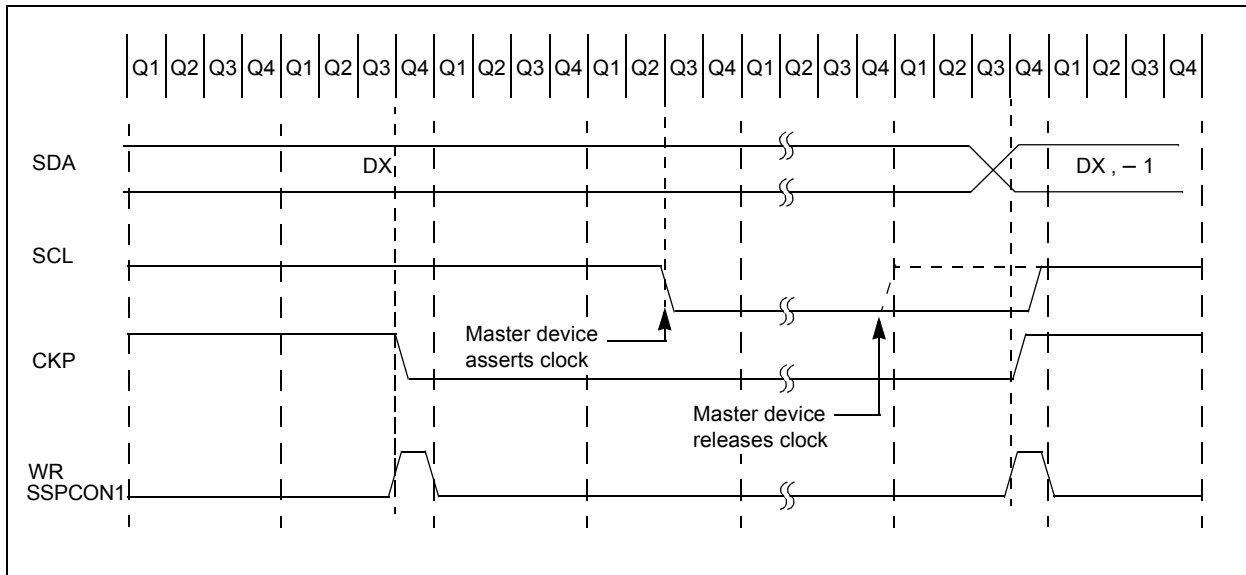 Q1 Q2 Q3 Q4 Q1 Q2 Q3 Q4 Q1 Q2 Q3 Q4 Q1 Q2 Q3 Q4 Q1 Q2 Q3 Q4 Q1 Q2 Q3 Q4 Q1 Q2 Q3 Q4
SDA
DX
DX , – 1
SCL
Master device
asserts clock
CKP
Master device
releases clock
WR
SSPCON1